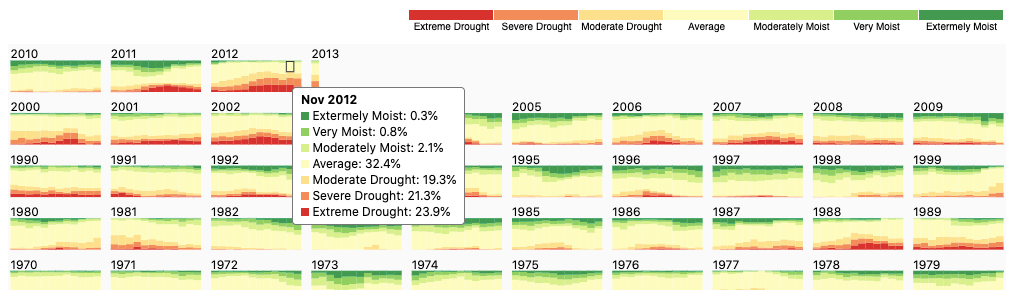 Extreme Drought Severe Drought Moderate Drought Average Moderately Moist Very Moist Extermely Moist
2010 2011 2012 2013
2000 2001 2002 2005 2006 2007 2008 2009
Nov 2012
Extermely Moist: 0.3%
Very Moist: 0.8%
Moderately Moist: 2.1%
Average: 32.4%
Moderate Drought: 19.3%
Severe Drought: 21.3%
Extreme Drought: 23.9%
1990 1991 1992 1995 1996 1997 1998 1999
1980 1981 1982 1985 1986 1987 1988 1989
1970 1971 1972 1973 1974 1975 1976 1977 1978 1979